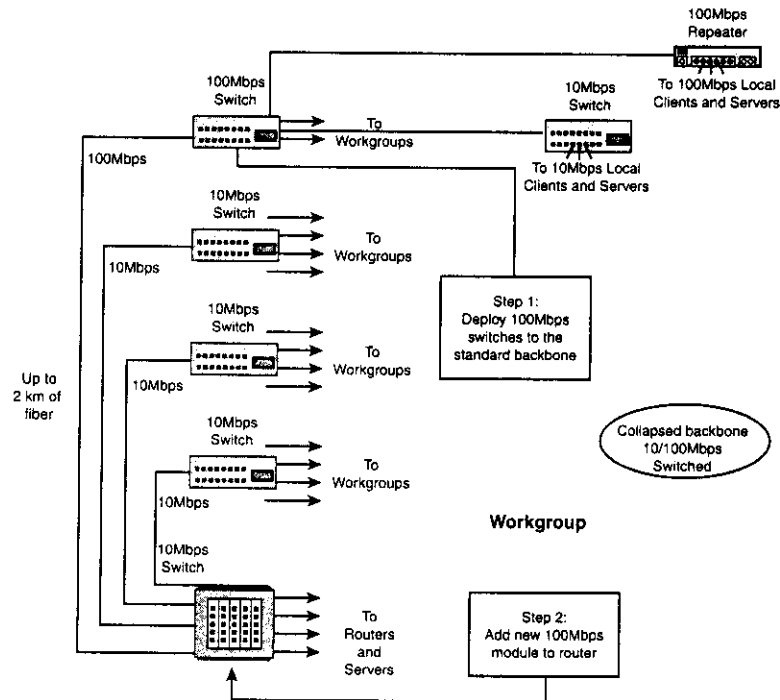 100Mbps
Repeater
To 100Mbps Local
Clients and Servers
100Mbps
Switch
To
Workgroups
10Mbps
Switch
To 10Mbps Local
Clients and Servers
100Mbps
10Mbps
Switch
To
Workgroups
10Mbps
Step 1:
Deploy 100Mbps
switches to the
standard backbone
10Mbps
Switch
To
Workgroups
10Mbps
Up to
2 km of
fiber
Collapsed backbone
10/100Mbps
Switched
10Mbps
Switch
To
Workgroups
10Mbps
Workgroup
10Mbps
Switch
To
Routers
and
Servers
Step 2:
Add new 100Mbps
module to router